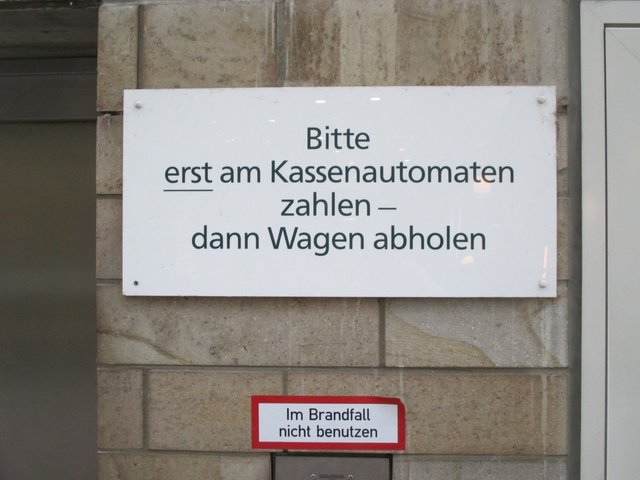 Bitte
erst am Kassenautomaten
zahlen –
dann Wagen abholen
Im Brandfall
nicht benutzen